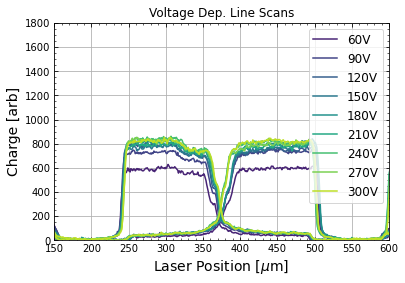 Voltage Dep. Line Scans
Charge [arb]
1800
1600
1400
1200
1000
800
600
400
200
0
60V
90V
120V
150V
180V
210V
240V
270V
300V
150 200 250 300 350 400 450 500 550 600
Laser Position [μm]